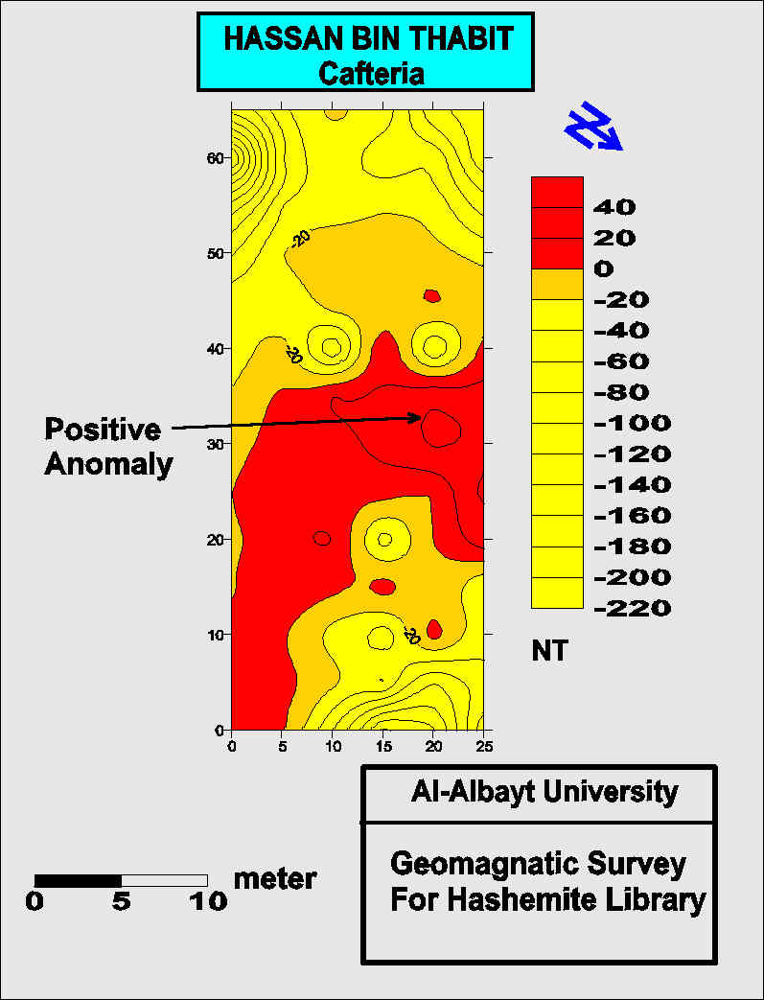 HASSAN BIN THABIT
Cafteria
N
60
50
40
30
20
10
0
0 5 10 15 20 25
-20
-20
-20
Positive
Anomaly
40
20
0
-20
-40
-60
-80
-100
-120
-140
-160
-180
-200
-220
NT
Al-Albayt University
Geomagnatic Survey
For Hashemite Library
meter
0 5 10